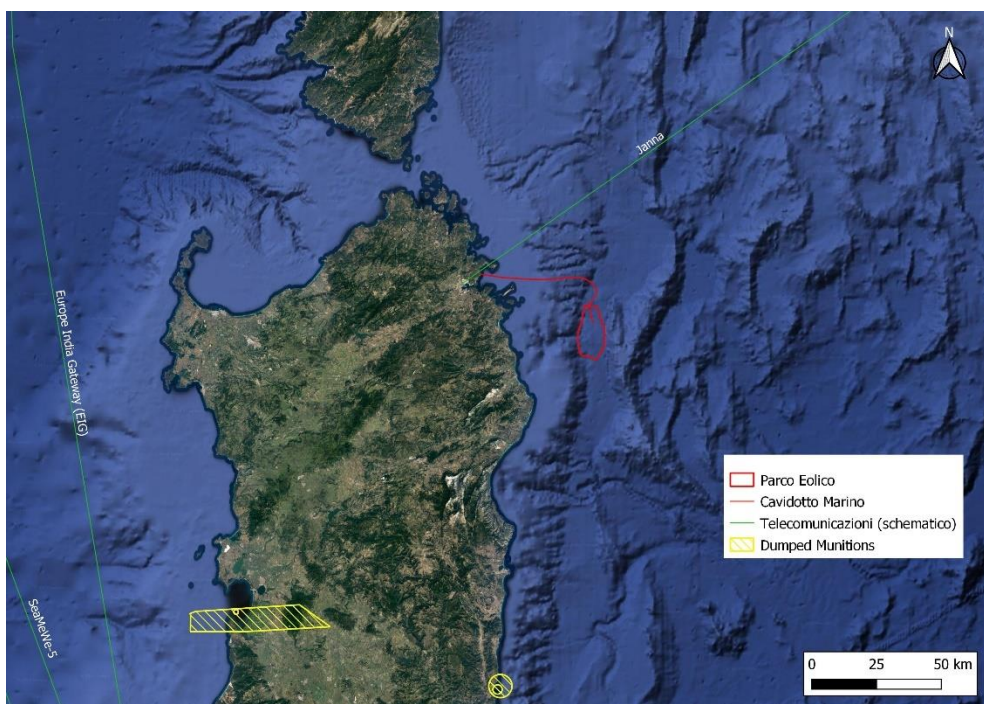 N
Janna
Europe India Gateway (EIG)
SeaMeWe-5
Parco Eolico
Cavidotto Marino
Telecomunicazioni (schematico)
Dumped Munitions
0 25 50 km